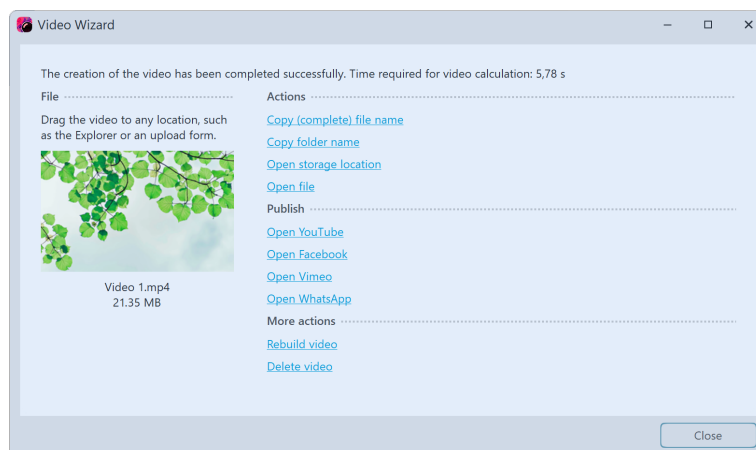 Video Wizard
The creation of the video has been completed successfully. Time required for video calculation: 5,78 s
File
Drag the video to any location, such
as the Explorer or an upload form.
Video 1.mp4
21.35 MB
Actions
Copy (complete) file name
Copy folder name
Open storage location
Open file
Publish
Open YouTube
Open Facebook
Open Vimeo
Open WhatsApp
More actions
Rebuild video
Delete video
Close